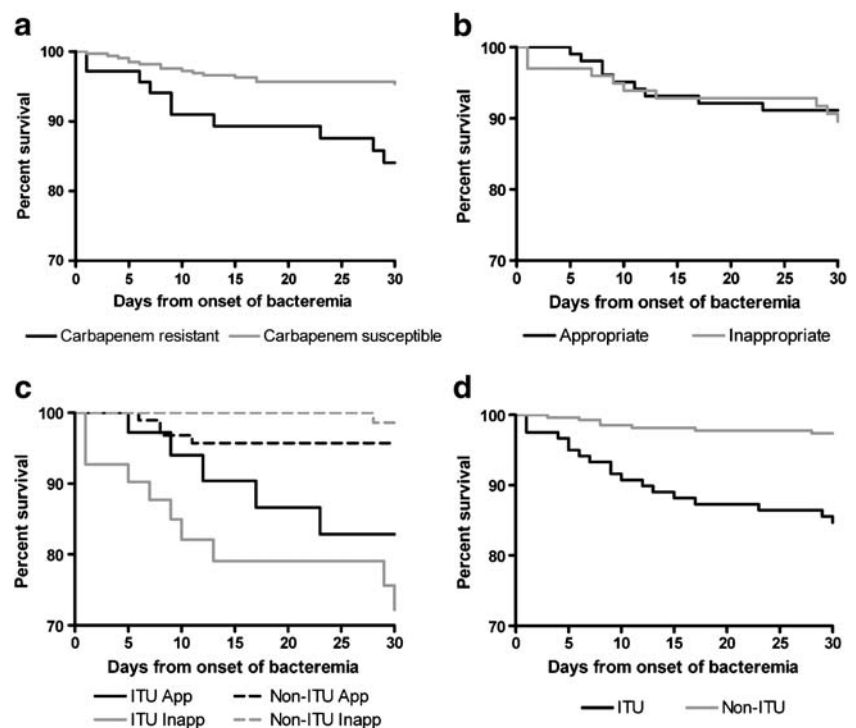 a
100
90
80
70
Percent survival
0 5 10 15 20 25 30
Days from onset of bacteremia
Carbapenem resistant Carbapenem susceptible
b
100
90
80
70
Percent survival
0 5 10 15 20 25 30
Days from onset of bacteremia
Appropriate Inappropriate
c
100
90
80
70
Percent survival
0 5 10 15 20 25 30
Days from onset of bacteremia
ITU App Non-ITU App
ITU Inapp Non-ITU Inapp
d
100
90
80
70
Percent survival
0 5 10 15 20 25 30
Days from onset of bacteremia
ITU Non-ITU